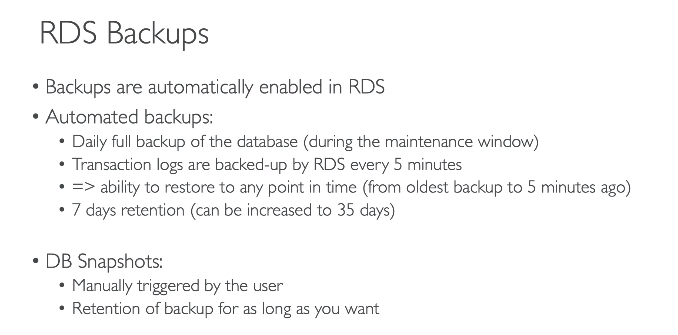 RDS Backups
• Backups are automatically enabled in RDS
• Automated backups:
• Daily full backup of the database (during the maintenance window)
• Transaction logs are backed-up by RDS every 5 minutes
• => ability to restore to any point in time (from oldest backup to 5 minutes ago)
• 7 days retention (can be increased to 35 days)
• DB Snapshots:
• Manually triggered by the user
• Retention of backup for as long as you want